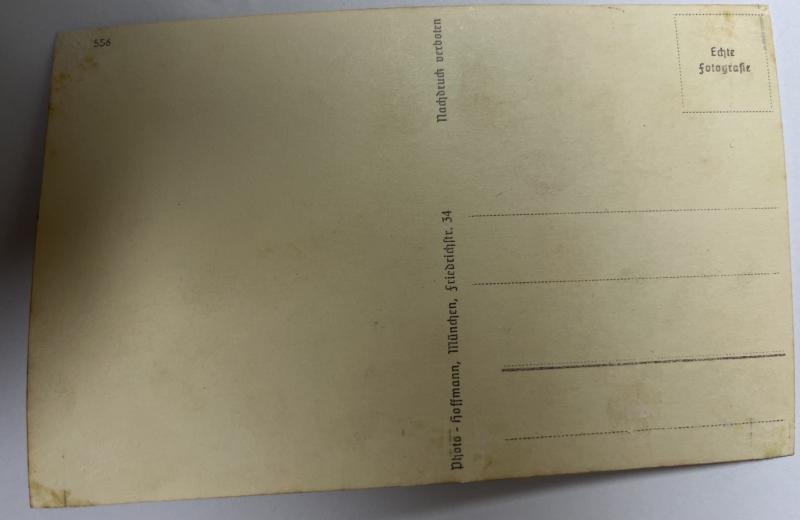 556
Nachdruck verboten
Photo-Hoffmann, München, Friedrichstr. 34
Echte
Fotografie